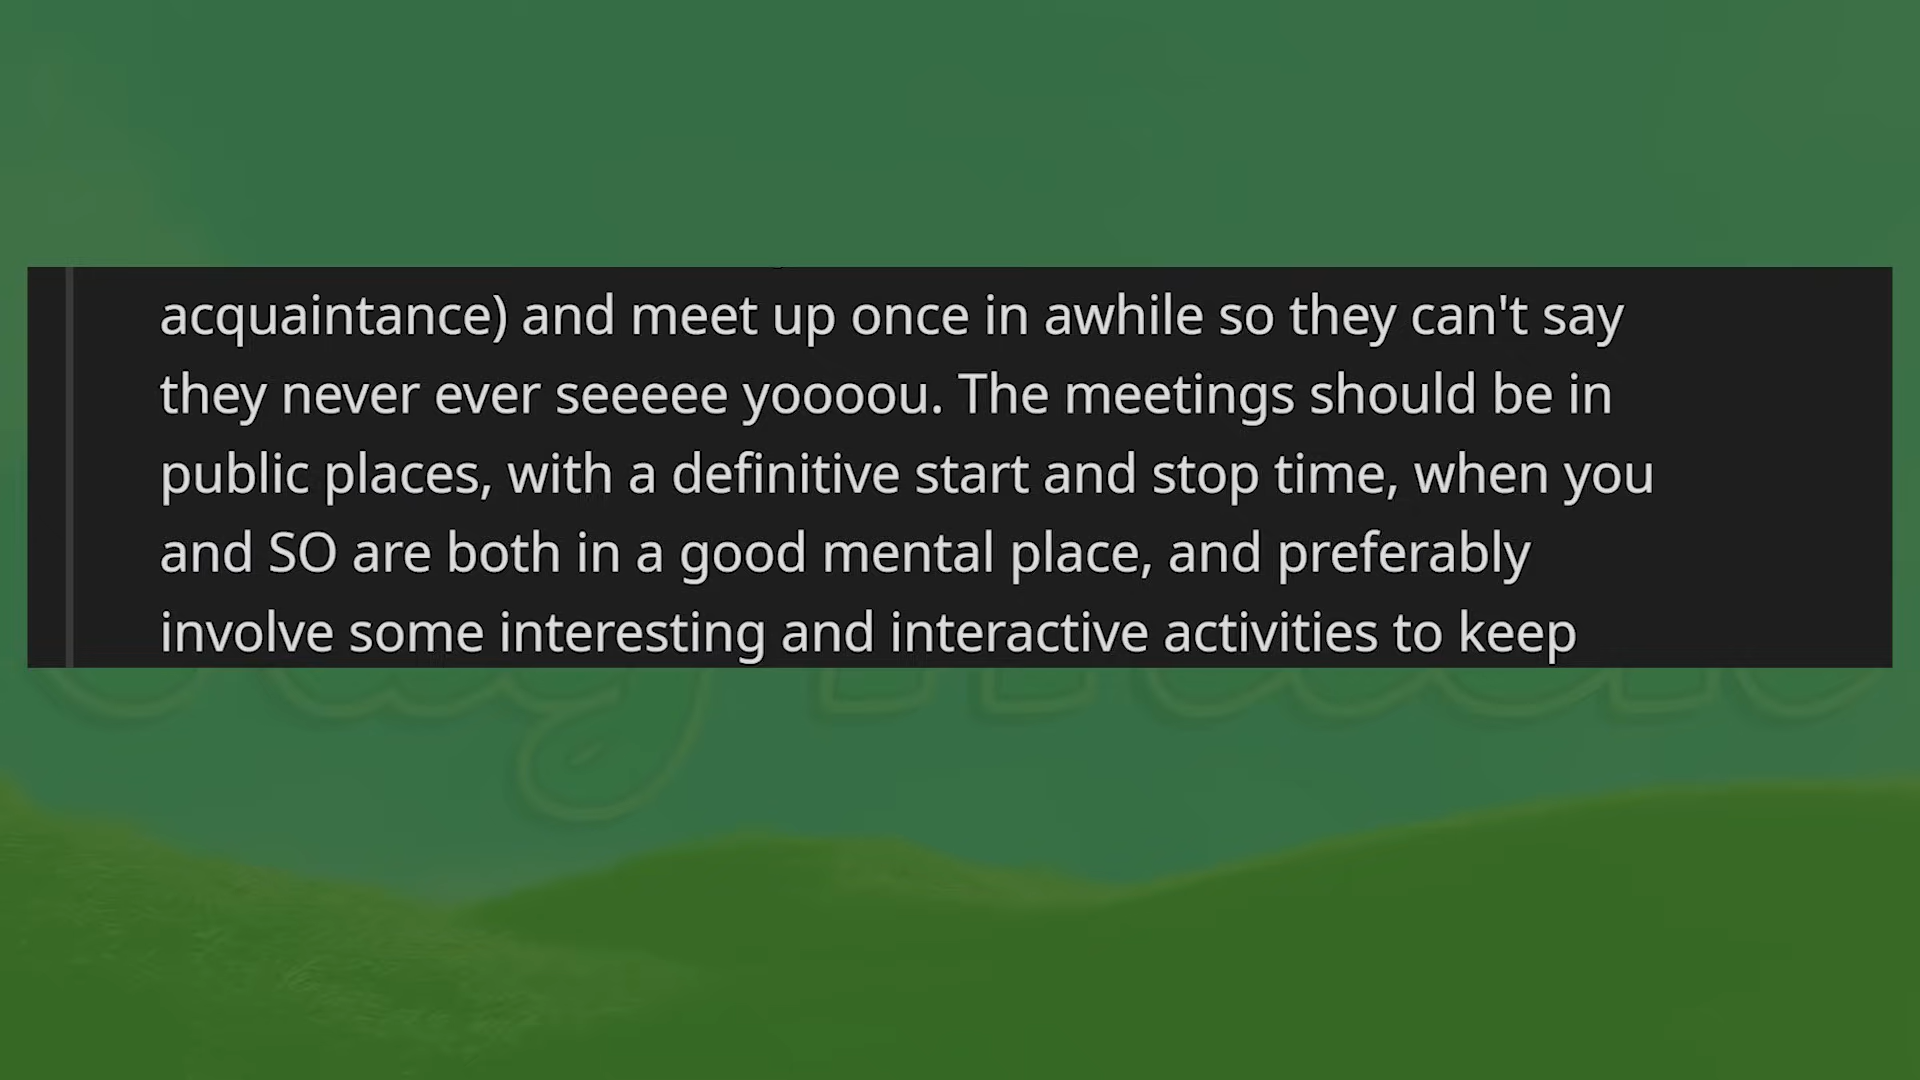 acquaintance) and meet up once in awhile so they can't say
they never ever seeeee yoooou. The meetings should be in
public places, with a definitive start and stop time, when you
and SO are both in a good mental place, and preferably
involve some interesting and interactive activities to keep